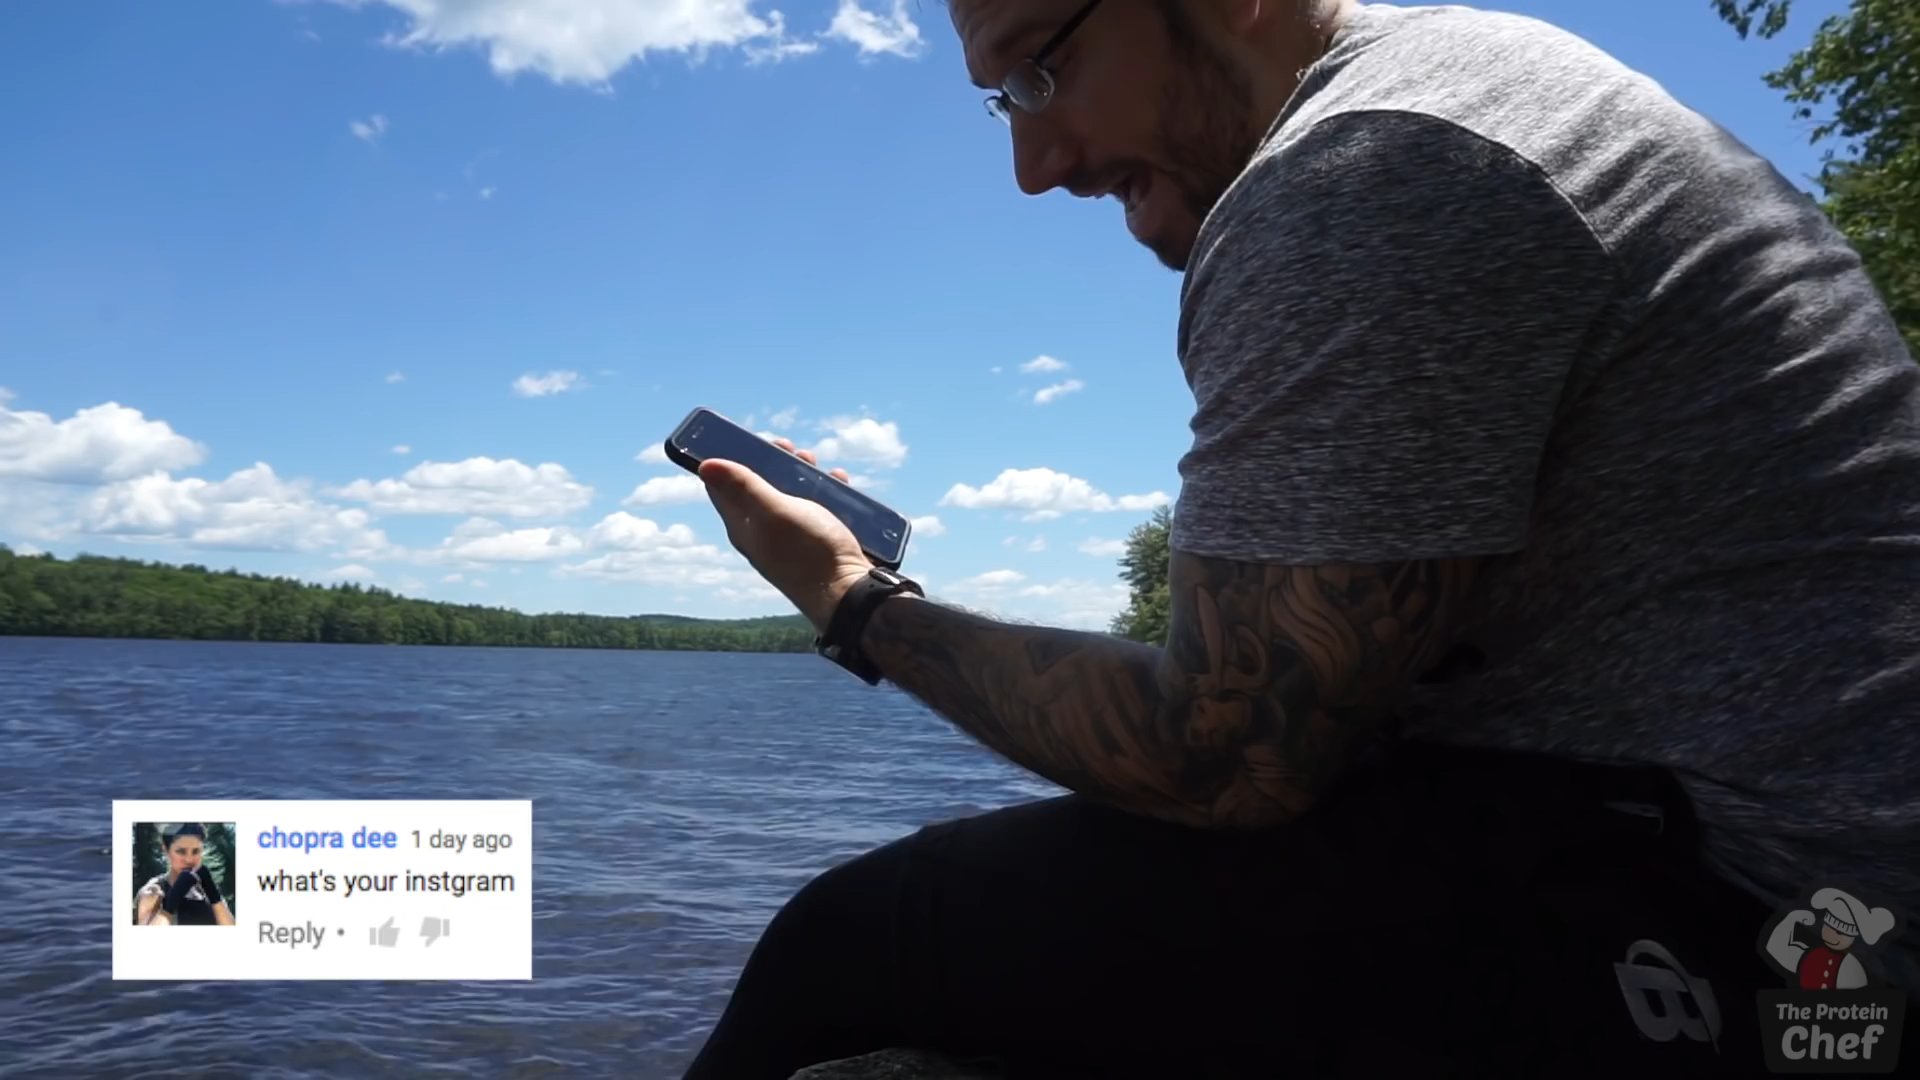 chopra dee 1 day ago
what's your instgram
Reply •
The Protein
Chef